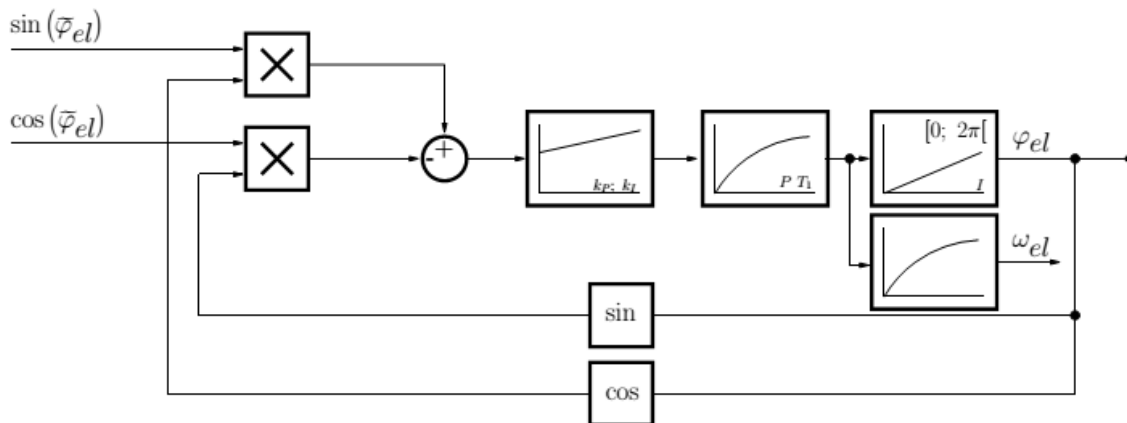 sin (φ̃el)
cos (φ̃el)
-
+
kP; kI
P T1
[0; 2π[
I
φel
ωel
sin
cos